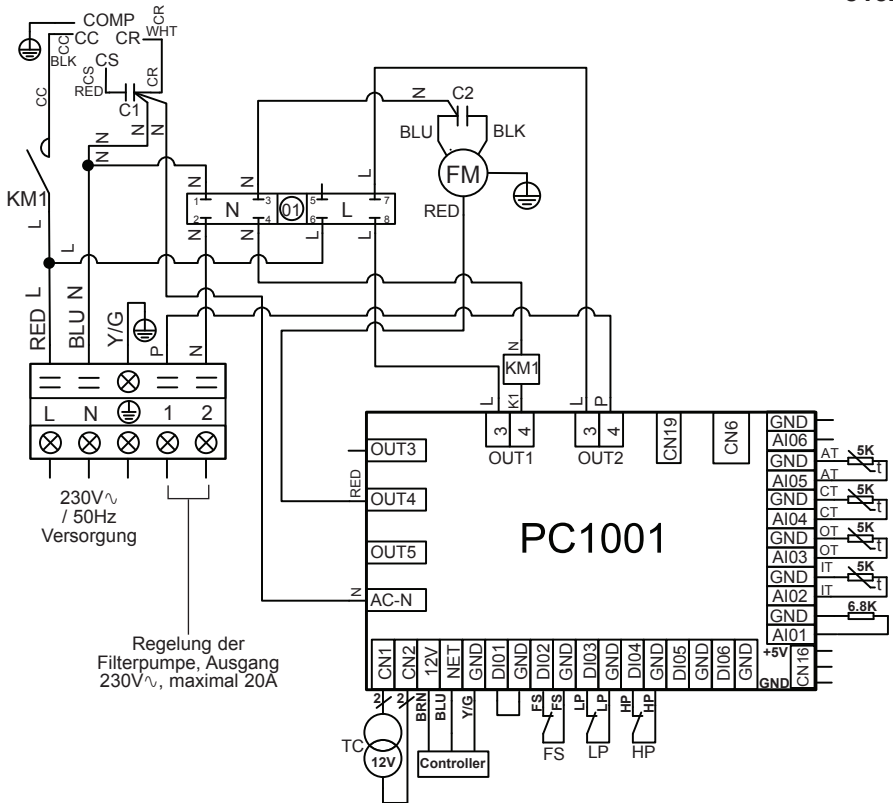 COMP
CC
CR
CR
WHT
CC
BLK
CS
CS
RED
CR
C1
CC
N
N
N
N
N
KM1
L
L
N
C2
BLU
BLK
FM
RED
L
L
N
N
1
2
N
3
4
01
5
6
L
7
8
N
N
L
L
RED L
BLU N
Y/G
P
N
L
N
1
2
230V∿
/ 50Hz
Versorgung
Regelung der
Filterpumpe, Ausgang
230V∿, maximal 20A
N
KM1
L
K1
L
P
3
4
OUT1
3
4
OUT2
CN19
CN6
OUT3
RED
OUT4
OUT5
N
AC-N
PC1001
GND
AI06
GND
AI05
GND
AI04
GND
AI03
GND
AI02
GND
AI01
AT
AT
5K
t
CT
CT
5K
t
OT
OT
5K
t
IT
IT
5K
t
6.8K
+5V
GND
CN16
CN1
CN2
12V
NET
GND
DI01
GND
DI02
GND
DI03
GND
DI04
GND
DI05
GND
DI06
GND
2
2
BRN
BLU
Y/G
FS
FS
LP
LP
HP
HP
TC
12V
Controller
FS
LP
HP